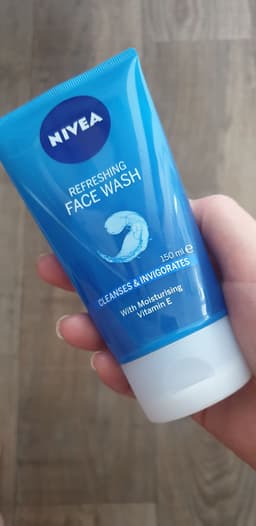 NIVEA
REFRESHING
FACE WASH
150 ml e
CLEANSES & INVIGORATES
With Moisturising
Vitamin E